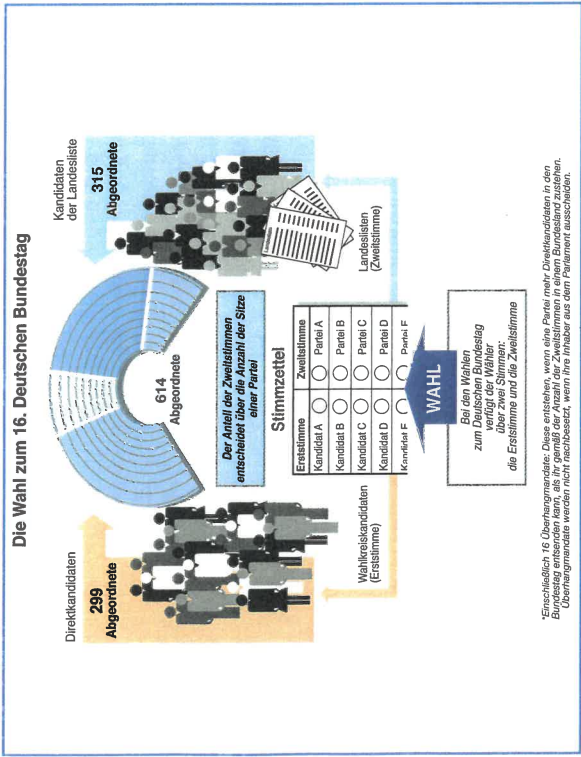 Die Wahl zum 16. Deutschen Bundestag
Direktkandidaten
299
Abgeordnete
614
Abgeordnete
Kandidaten
der Landesliste
315
Abgeordnete
Der Anteil der Zweitstimmen
entscheidet über die Anzahl der Sitze
einer Partei
Wahlkreiskandidaten
(Erststimme)
Stimmzettel
Erststimme Zweitstimme
Kandidat A Partei A
Kandidat B Partei B
Kandidat C Partei C
Kandidat D Partei D
Kandidat F Partei F
Landeslisten
(Zweitstimme)
WAHL
Bei den Wahlen
zum Deutschen Bundestag
verfügt der Wähler
über zwei Stimmen:
die Erststimme und die Zweitstimme
*Einschließlich 16 Überhangmandate: Diese entstehen, wenn eine Partei mehr Direktkandidaten in den
Bundestag entsenden kann, als ihr gemäß der Anzahl der Zweitstimmen in einem Bundesland zustehen.
Überhangmandate werden nicht nachbesetzt, wenn ihre Inhaber aus dem Parlament ausscheiden.